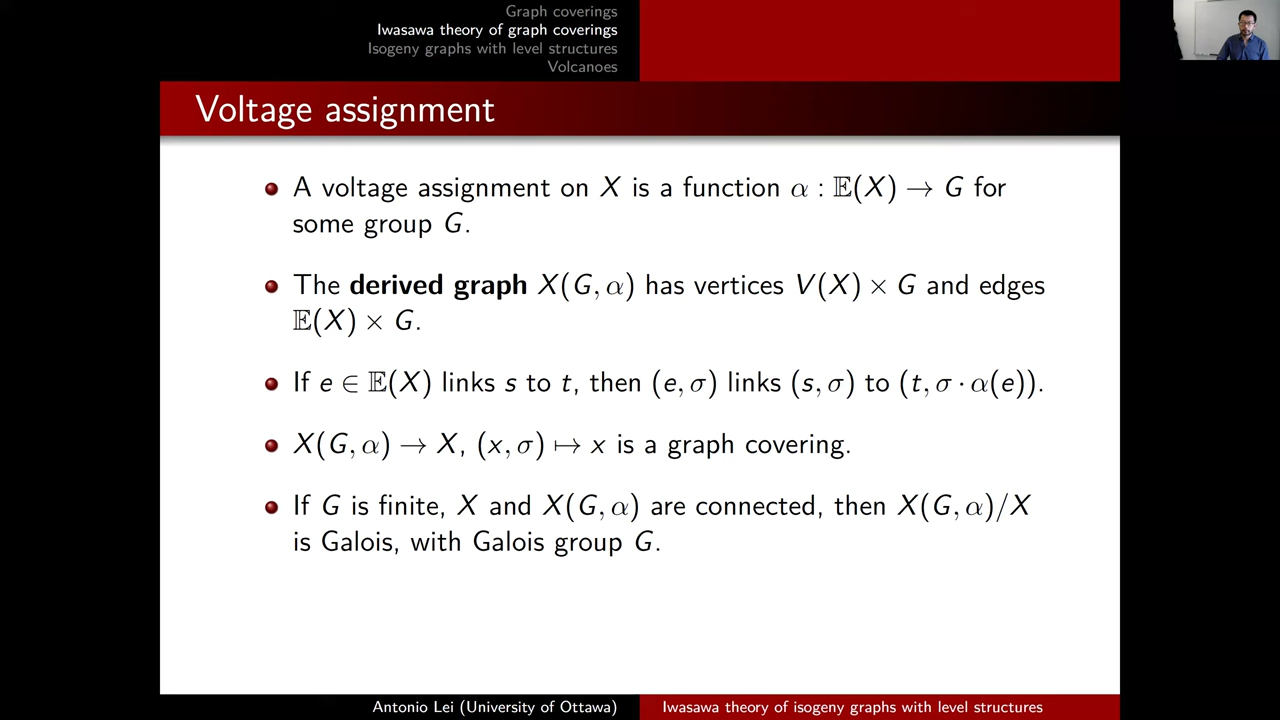 Graph coverings
Iwasawa theory of graph coverings
Isogeny graphs with level structures
Volcanoes
Voltage assignment
A voltage assignment on X is a function α : 𝔼(X) → G for
some group G.
The derived graph X(G, α) has vertices V(X) × G and edges
𝔼(X) × G.
If e ∈ 𝔼(X) links s to t, then (e, σ) links (s, σ) to (t, σ · α(e)).
X(G, α) → X, (x, σ) ↦ x is a graph covering.
If G is finite, X and X(G, α) are connected, then X(G, α)/X
is Galois, with Galois group G.
Antonio Lei (University of Ottawa)
Iwasawa theory of isogeny graphs with level structures